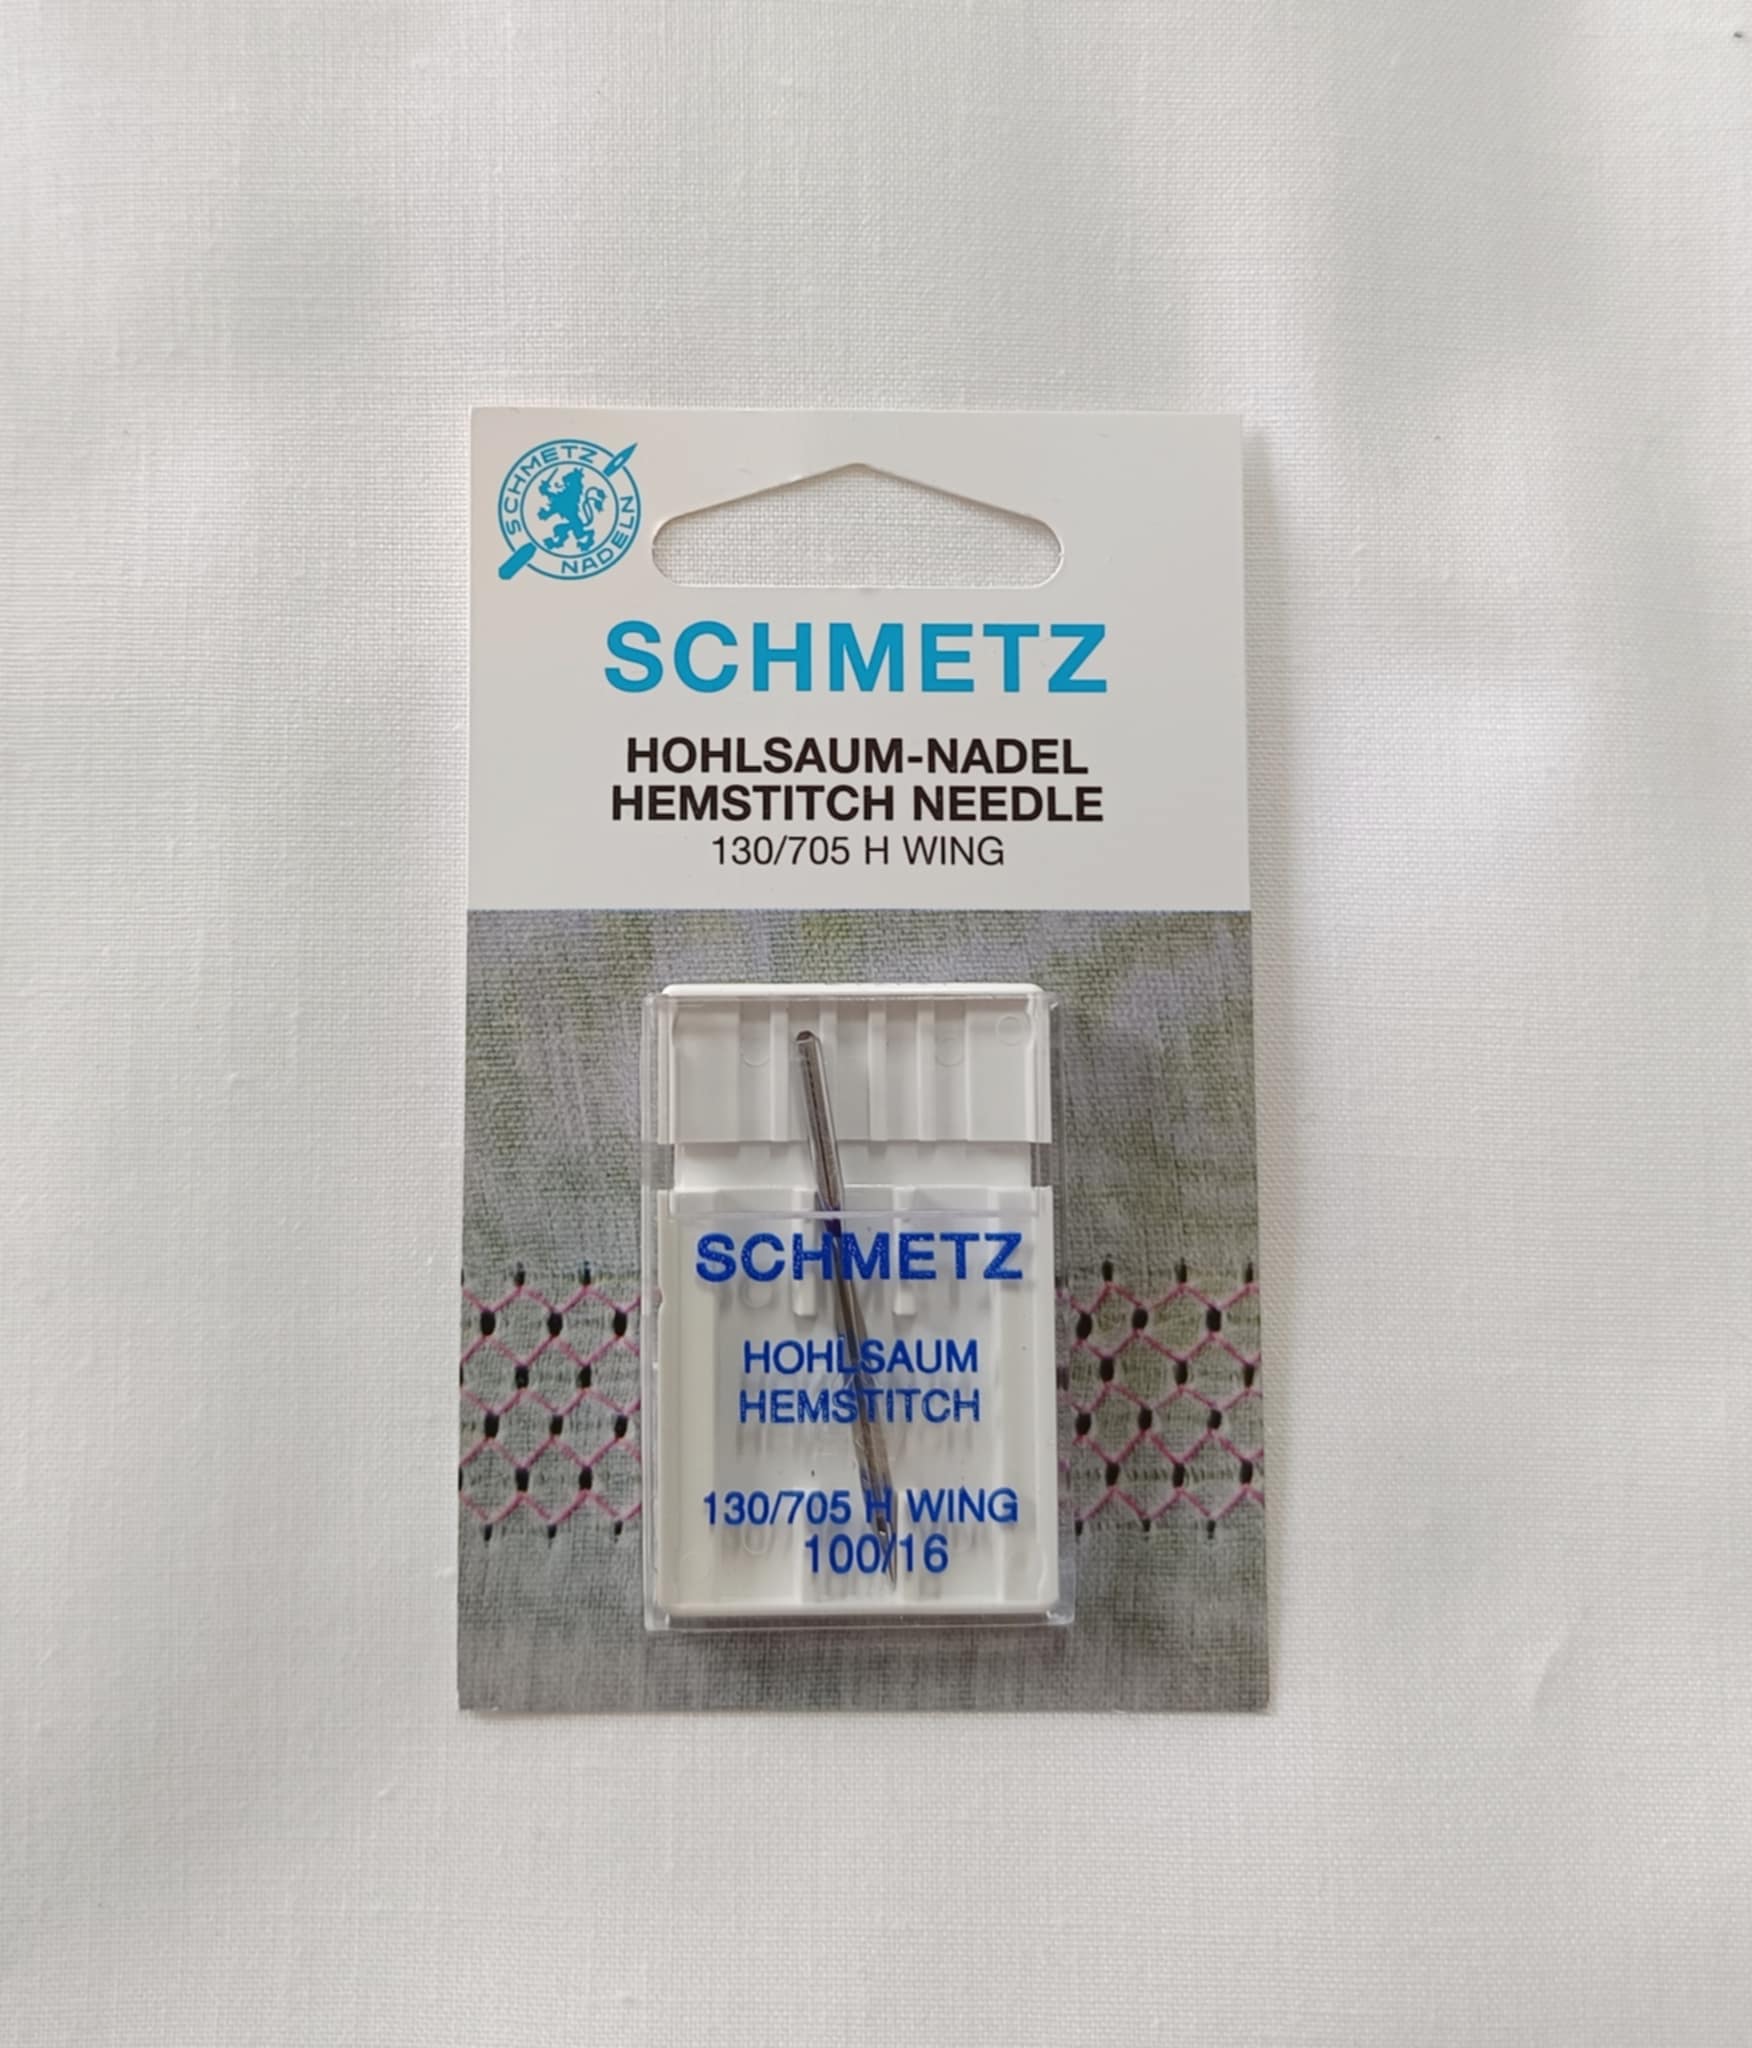 SCHMETZ
NADELN
SCHMETZ
HOHLSAUM-NADEL
HEMSTITCH NEEDLE
130/705 H WING
SCHMETZ
HOHLSAUM
HEMSTITCH
130/705 H WING
100/16